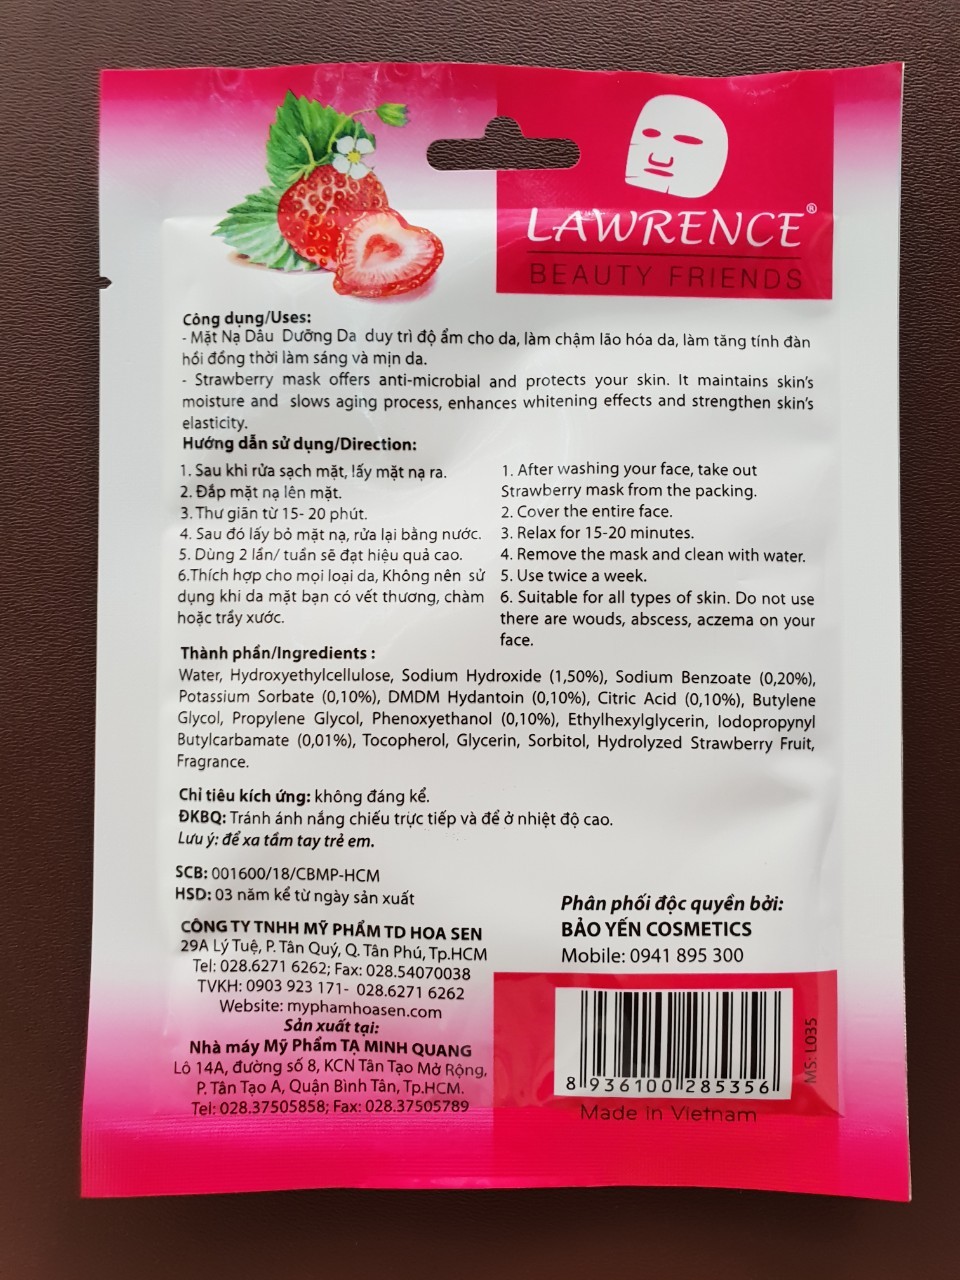 LAWRENCE®
BEAUTY FRIENDS
Công dụng/Uses:
- Mặt Nạ Dâu Dưỡng Da duy trì độ ẩm cho da, làm chậm lão hóa da, làm tăng tính đàn
hồi đồng thời làm sáng và mịn da.
- Strawberry mask offers anti-microbial and protects your skin. It maintains skin's
moisture and slows aging process, enhances whitening effects and strengthen skin's
elasticity.
Hướng dẫn sử dụng/Direction:
1. Sau khi rửa sạch mặt, lấy mặt nạ ra.
2. Đắp mặt nạ lên mặt.
3. Thư giãn từ 15- 20 phút.
4. Sau đó lấy bỏ mặt nạ, rửa lại bằng nước.
5. Dùng 2 lần/ tuần sẽ đạt hiệu quả cao.
6.Thích hợp cho mọi loại da, Không nên sử
dụng khi da mặt bạn có vết thương, chàm
hoặc trầy xước.
1. After washing your face, take out
Strawberry mask from the packing.
2. Cover the entire face.
3. Relax for 15-20 minutes.
4. Remove the mask and clean with water.
5. Use twice a week.
6. Suitable for all types of skin. Do not use
there are wouds, abscess, aczema on your
face.
Thành phần/Ingredients :
Water, Hydroxyethylcellulose, Sodium Hydroxide (1,50%), Sodium Benzoate (0,20%),
Potassium Sorbate (0,10%), DMDM Hydantoin (0,10%), Citric Acid (0,10%), Butylene
Glycol, Propylene Glycol, Phenoxyethanol (0,10%), Ethylhexylglycerin, Iodopropynyl
Butylcarbamate (0,01%), Tocopherol, Glycerin, Sorbitol, Hydrolyzed Strawberry Fruit,
Fragrance.
Chỉ tiêu kích ứng: không đáng kể.
ĐKBQ: Tránh ánh nắng chiếu trực tiếp và để ở nhiệt độ cao.
Lưu ý: để xa tầm tay trẻ em.
SCB: 001600/18/CBMP-HCM
HSD: 03 năm kể từ ngày sản xuất
CÔNG TY TNHH MỸ PHẨM TD HOA SEN
29A Lý Tuệ, P. Tân Quý, Q. Tân Phú, Tp.HCM
Tel: 028.6271 6262; Fax: 028.54070038
TVKH: 0903 923 171- 028.6271 6262
Website: myphamhoasen.com
Sản xuất tại:
Nhà máy Mỹ Phẩm TẠ MINH QUANG
Lô 14A, đường số 8, KCN Tân Tạo Mở Rộng,
P. Tân Tạo A, Quận Bình Tân, Tp.HCM.
Tel: 028.37505858; Fax: 028.37505789
Phân phối độc quyền bởi:
BẢO YẾN COSMETICS
Mobile: 0941 895 300
8 936100 285356
MS: L035
Made in Vietnam